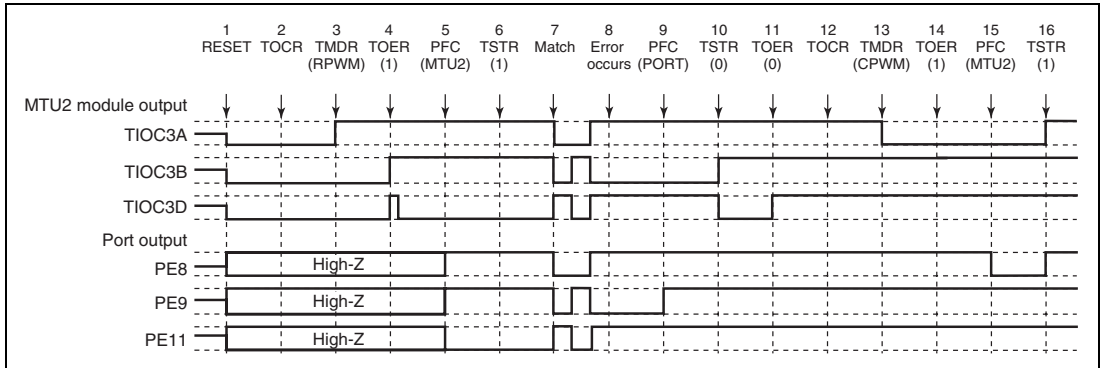 1 2 3 4 5 6 7 8 9 10 11 12 13 14 15 16
RESET TOCR TMDR TOER PFC TSTR Match Error PFC TSTR TOER TOCR TMDR TOER PFC TSTR
(RPWM) (1) (MTU2) (1) occurs (PORT) (0) (0) (CPWM) (1) (MTU2) (1)
MTU2 module output
TIOC3A
TIOC3B
TIOC3D
Port output
PE8 High-Z
PE9 High-Z
PE11 High-Z